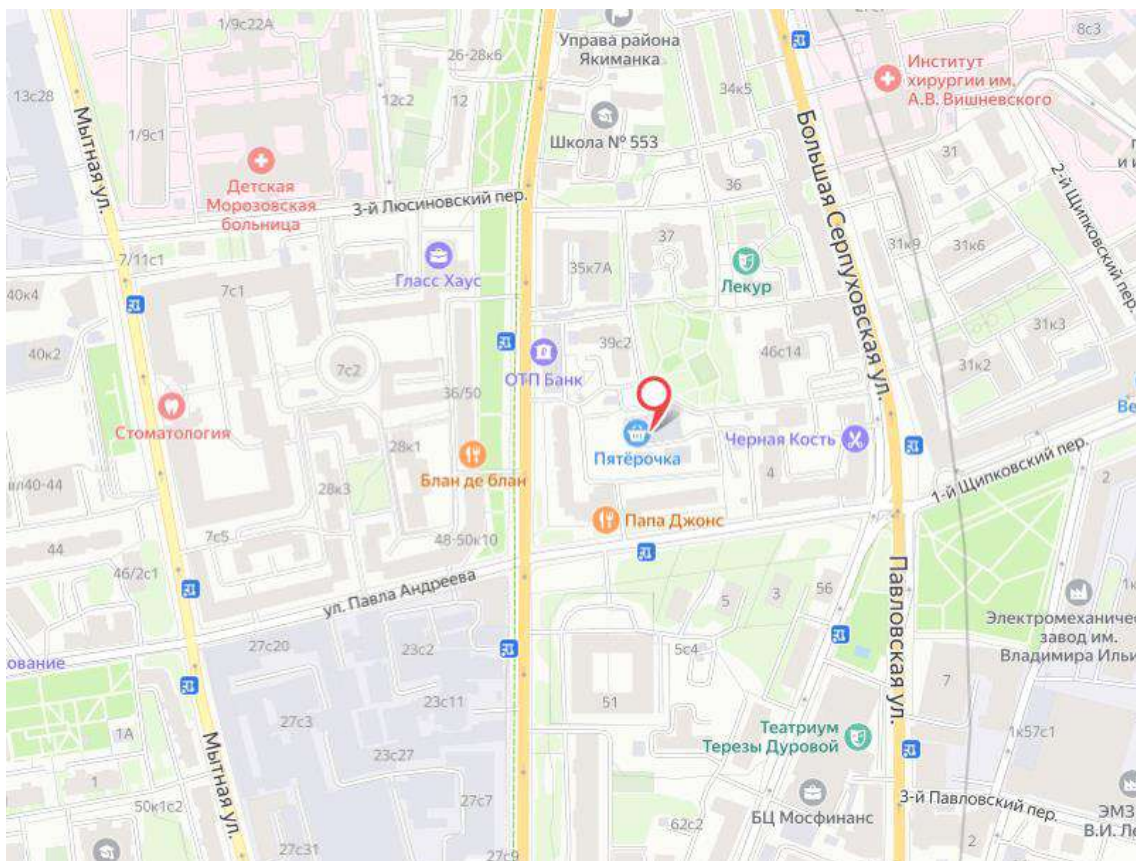 1/9с22А
26-28к6
Управа района
Якиманка
8с3
34к5
Институт
хирургии им.
А.В. Вишневского
13с28
12с2
12
Мытная ул.
1/9с1
Школа № 553
Большая Серпуховская ул.
31
Детская
Морозовская
больница
3-й Люсиновский пер.
36
2-й Щипковский пер.
7/11с1
37
31к9
31к6
Гласс Хаус
35к7А
Лекур
40к4
7с1
31к3
40к2
39с2
46с14
31к2
7с2
ОТП Банк
36/50
Стоматология
28к1
Блан де блан
Пятёрочка
Черная Кость
1-й Щипковский пер.
4
2
28к3
Папа Джонс
44
7с5
48-50к10
46/2с1
ул. Павла Андреева
Павловская ул.
5
3
56
Электромеханичес
завод им.
Владимира Ильи
27с20
23с2
5с4
ование
7
23с11
51
27с3
1А
Театриум
Терезы Дуровой
1к57с1
23с27
Мытная ул.
1
50к1с2
27с7
БЦ Мосфинанс
3-й Павловский пер.
62с2
ЭМЗ
В.И. Ле
27с31
27с9
2